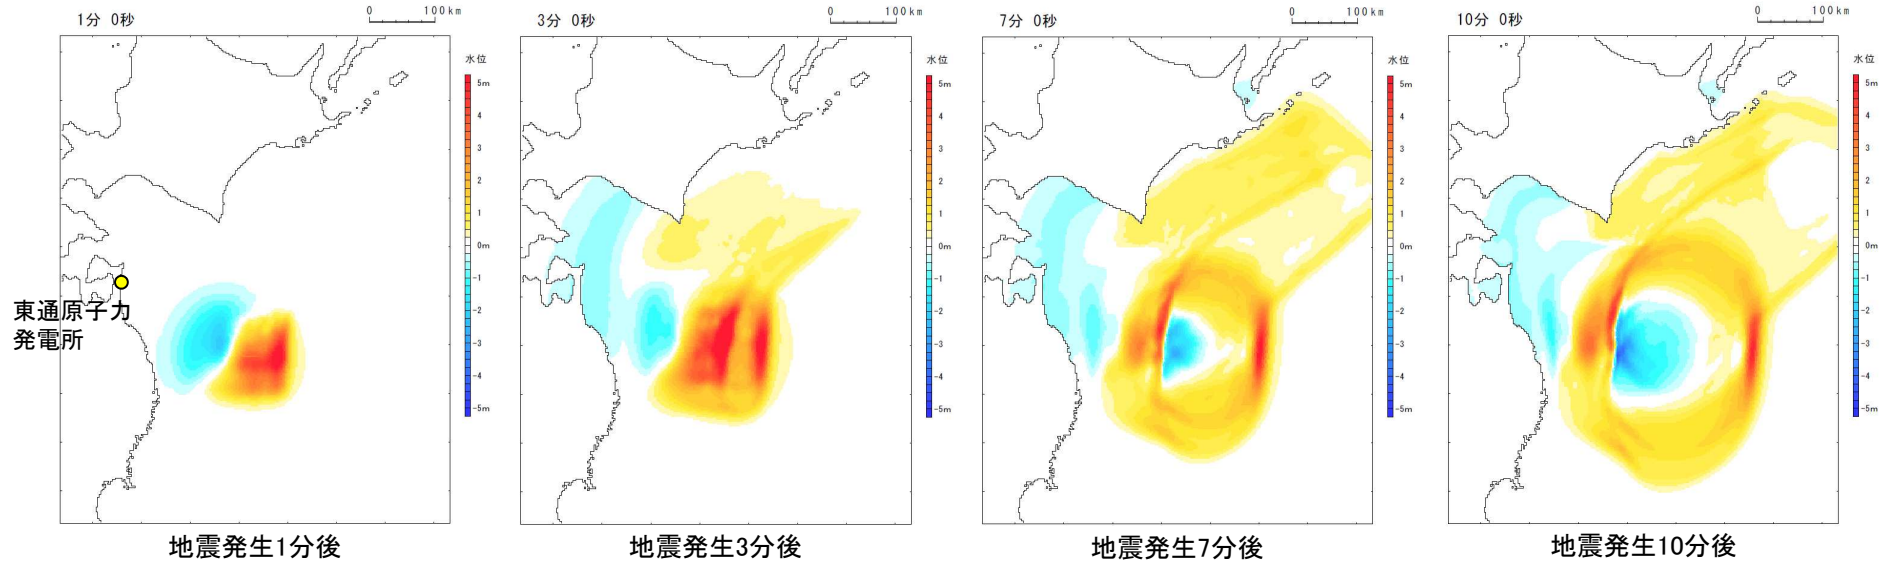 1分 0秒
0 100km
水位
5m
4
3
2
1
0m
-1
-2
-3
-4
-5m
東通原子力
発電所
地震発生1分後
3分 0秒
0 100km
水位
5m
4
3
2
1
0m
-1
-2
-3
-4
-5m
地震発生3分後
7分 0秒
0 100km
水位
5m
4
3
2
1
0m
-1
-2
-3
-4
-5m
地震発生7分後
10分 0秒
0 100km
水位
5m
4
3
2
1
0m
-1
-2
-3
-4
-5m
地震発生10分後